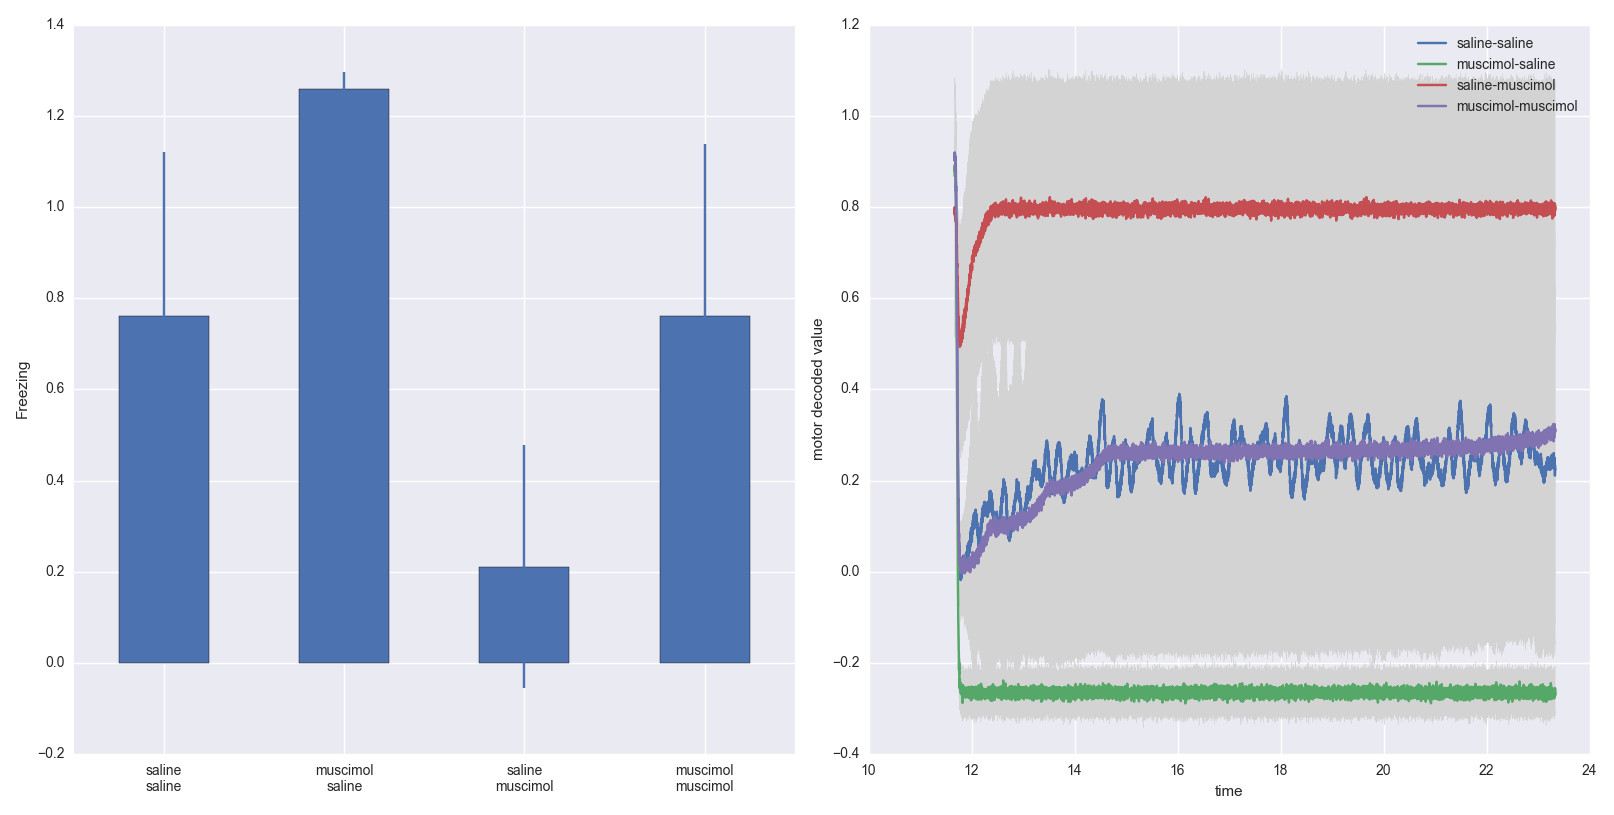 1.4
1.2
1.0
0.8
0.6
0.4
0.2
0.0
−0.2
Freezing
saline
saline
muscimol
saline
saline
muscimol
muscimol
muscimol
1.2
1.0
0.8
0.6
0.4
0.2
0.0
−0.2
−0.4
motor decoded value
saline-saline
muscimol-saline
saline-muscimol
muscimol-muscimol
10 12 14 16 18 20 22 24
time